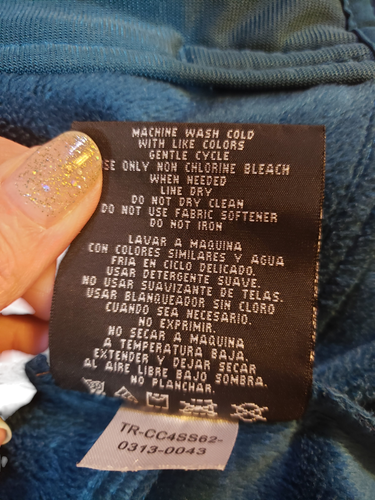 MACHINE WASH COLD
WITH LIKE COLORS
GENTLE CYCLE
SE ONLY NON CHLORINE BLEACH
WHEN NEEDED
LINE DRY
DO NOT DRY CLEAN
DO NOT USE FABRIC SOFTENER
DO NOT IRON
LAVAR A MAQUINA
CON COLORES SIMILARES Y AGUA
FRIA EN CICLO DELICADO.
USAR DETERGENTE SUAVE.
NO USAR SUAVIZANTE DE TELAS.
USAR BLANQUEADOR SIN CLORO
CUANDO SEA NECESARIO.
NO EXPRIMIR.
NO SECAR A MAQUINA
A TEMPERATURA BAJA.
EXTENDER Y DEJAR SECAR
AL AIRE LIBRE BAJO SOMBRA.
NO PLANCHAR.
TR-CC4SS62-
0313-0043